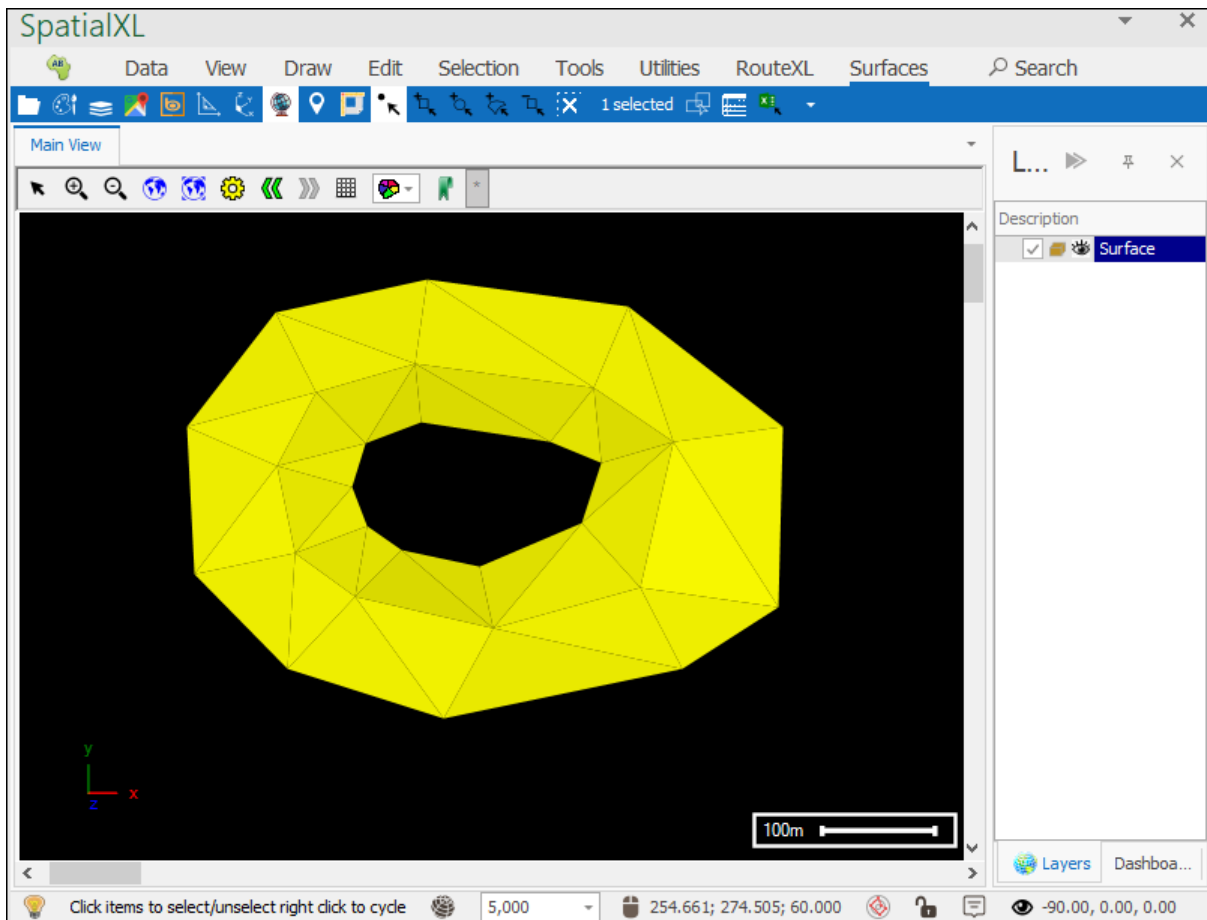 SpatialXL
AB Data View Draw Edit Selection Tools Utilities RouteXL Surfaces Search
1 selected
Main View
L...
*
Description
Surface
y
x
z
100m
Layers Dashboa...
Click items to select/unselect right click to cycle 5,000 254.661; 274.505; 60.000 -90.00, 0.00, 0.00